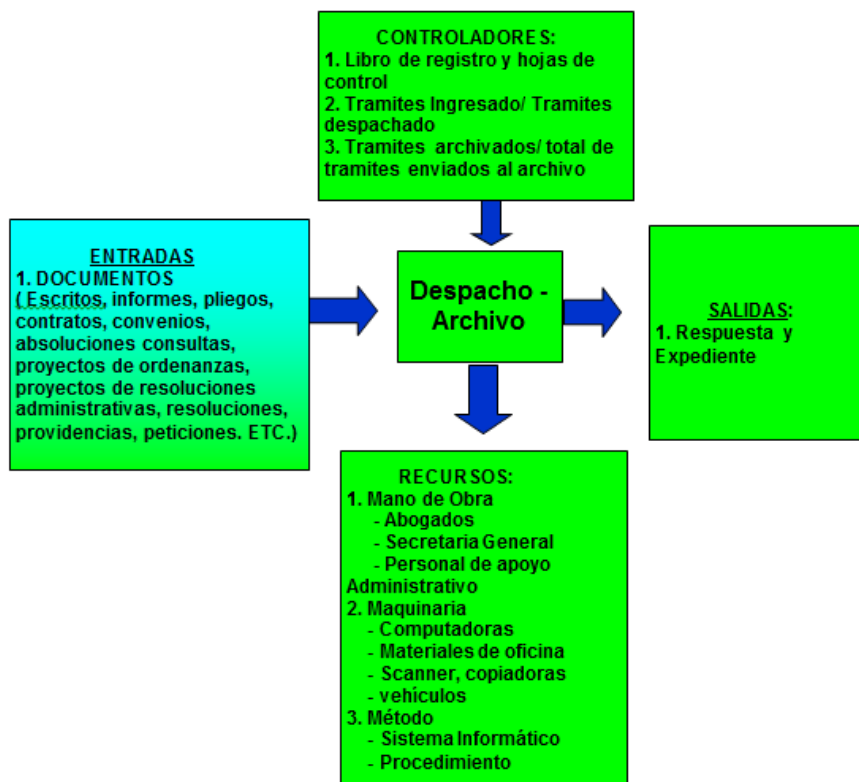 CONTROLADORES:
1. Libro de registro y hojas de
control
2. Tramites Ingresado/ Tramites
despachado
3. Tramites archivados/ total de
tramites enviados al archivo
ENTRADAS
1. DOCUMENTOS
( Escritos, informes, pliegos,
contratos, convenios,
absoluciones consultas,
proyectos de ordenanzas,
proyectos de resoluciones
administrativas, resoluciones,
providencias, peticiones. ETC.)
Despacho -
Archivo
SALIDAS:
1. Respuesta y
Expediente
RECURSOS:
1. Mano de Obra
- Abogados
- Secretaria General
- Personal de apoyo
Administrativo
2. Maquinaria
- Computadoras
- Materiales de oficina
- Scanner, copiadoras
- vehículos
3. Método
- Sistema Informático
- Procedimiento